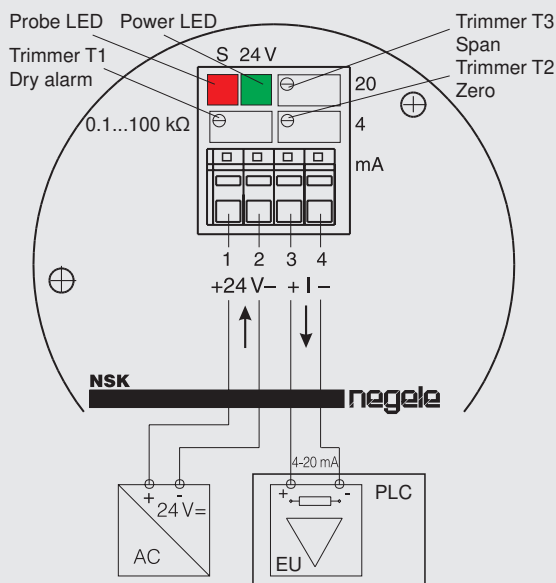 Probe LED Power LED
Trimmer T3
Span
Trimmer T1
Dry alarm
S 24 V
Trimmer T2
Zero
20
0.1...100 kΩ
4
mA
1 2 3 4
+24 V– + I –
NSK
negele
4-20 mA
+ -
24 V=
AC
+ -
PLC
EU